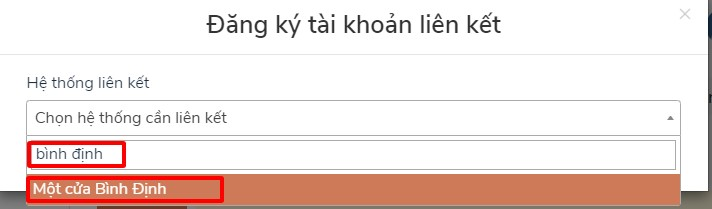 Đăng ký tài khoản liên kết
Hệ thống liên kết
Chọn hệ thống cần liên kết
bình định
Một cửa Bình Định